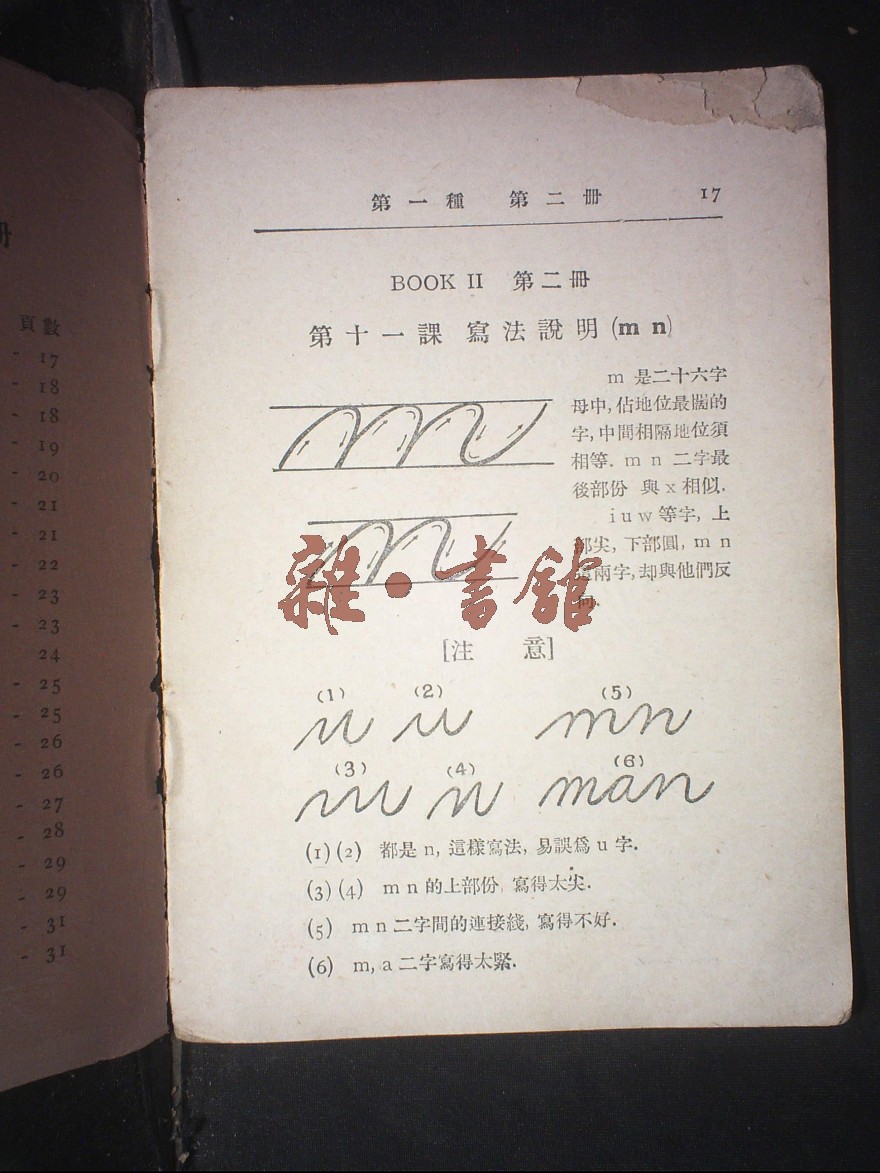 冊
頁數
- 17
- 18
- 18
- 19
- 20
- 21
- 21
- 22
- 23
- 23
24
- 25
- 25
- 26
- 26
- 27
- 28
- 29
- 29
- 31
- 31
第一種 第二冊 17
BOOK II 第二冊
第十一課 寫法說明(m n)
m 是二十六字
母中, 佔地位最闊的
字, 中間相隔地位須
相等. m n 二字最
後部份 與 x 相似.
i u w 等字, 上
部尖, 下部圓, m n
兩字, 却與他們反
向.
雜·書館
[注 意]
(1) (2) (5)
n n mn
(3) (4) (6)
m n man
(1) (2) 都是 n, 這樣寫法, 易誤爲 u 字.
(3) (4) m n 的上部份, 寫得太尖.
(5) m n 二字間的連接綫, 寫得不好.
(6) m, a 二字寫得太緊.